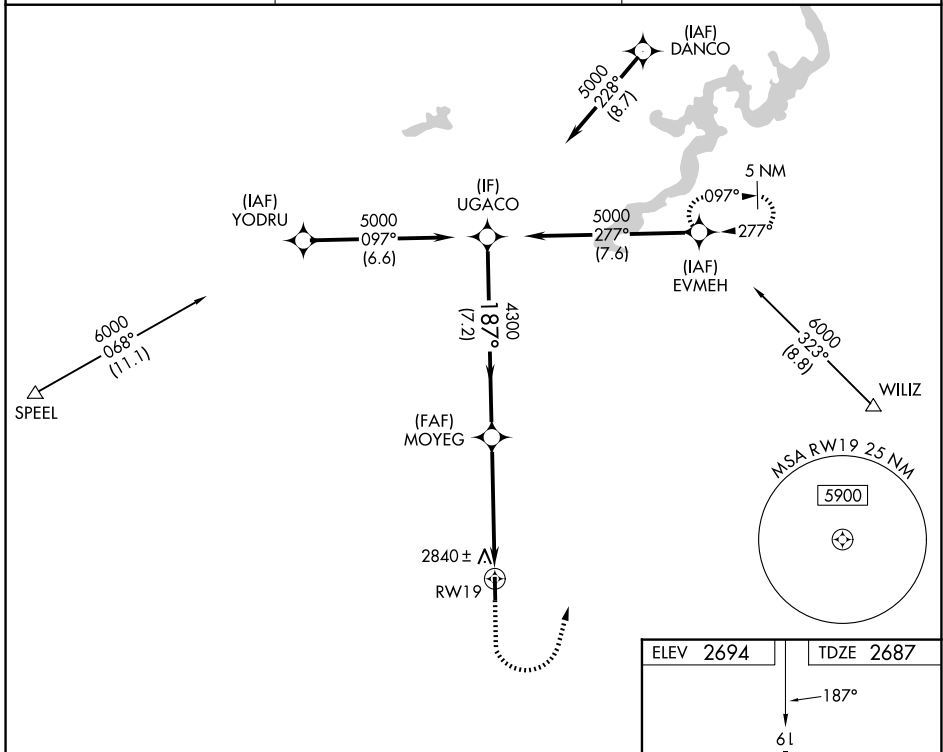 (IAF)
DANCO
5000
228°
(8.7)
(IF)
UGACO
5 NM
097°
277°
(IAF)
YODRU
5000
097°
(6.6)
5000
277°
(7.6)
(IAF)
EVMEH
4300
187°
(7.2)
6000
068°
(11.1)
SPEEL
6000
323°
(8.8)
WILIZ
(FAF)
MOYEG
MSA RW19 25 NM
5900
2840 ±
RW19
ELEV 2694
TDZE 2687
187°
19